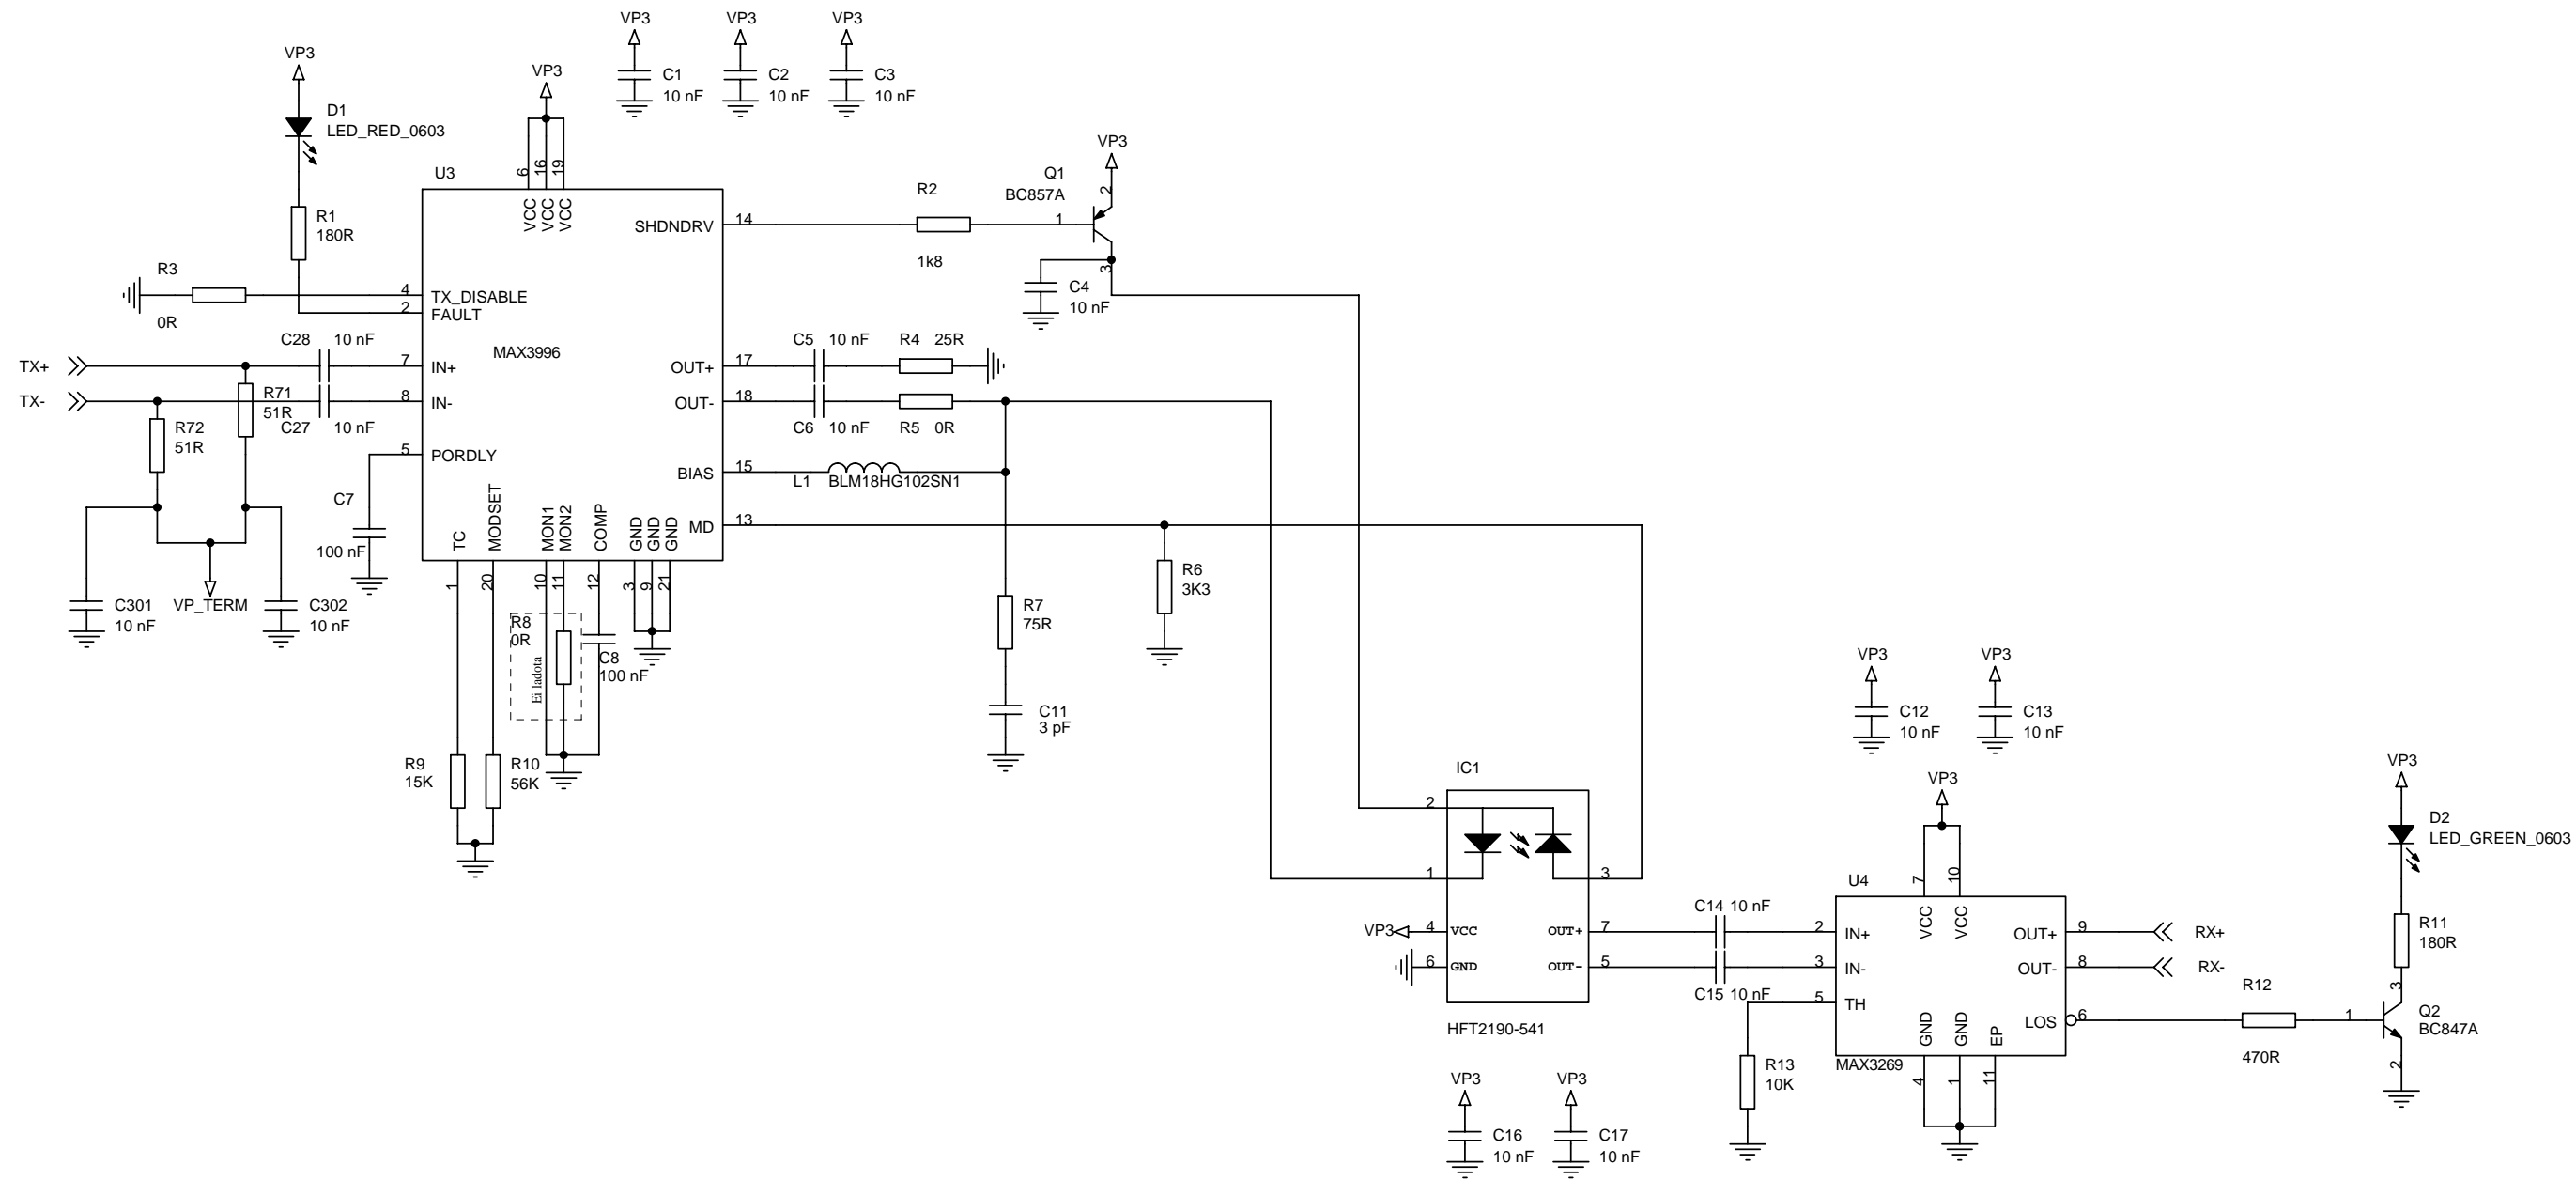 VP3
VP3
VP3
VP3
D1
LED_RED_0603
VP3
C1
10 nF
C2
10 nF
C3
10 nF
VP3
U3
6
16
19
VCC
VCC
VCC
R1
180R
R2
1k8
Q1
BC857A
1
2
3
SHDNDRV
14
R3
0R
4
TX_DISABLE
2
FAULT
C4
10 nF
MAX3996
TX+
TX-
C28
10 nF
7
IN+
8
IN-
R71
51R
C27
10 nF
R72
51R
OUT+
17
C5
10 nF
R4
25R
OUT-
18
C6
10 nF
R5
0R
5
PORDLY
BIAS
15
L1
BLM18HG102SN1
C7
100 nF
MD
13
TC
MODSET
MON1
MON2
COMP
GND
GND
GND
1
20
10
11
12
3
9
21
C301
10 nF
VP_TERM
C302
10 nF
R8
0R
Ei ladota
C8
100 nF
R7
75R
R6
3K3
C11
3 pF
R9
15K
R10
56K
VP3
VP3
C12
10 nF
C13
10 nF
IC1
2
1
3
VP3
4
VCC
6
GND
OUT+
7
OUT-
5
HFT2190-541
C14
10 nF
C15
10 nF
VP3
7
10
U4
VCC
VCC
2
IN+
3
IN-
5
TH
OUT+
9
RX+
OUT-
8
RX-
LOS
6
GND
GND
EP
MAX3269
4
1
11
R13
10K
R12
470R
VP3
D2
LED_GREEN_0603
R11
180R
3
1
Q2
BC847A
2
VP3
VP3
C16
10 nF
C17
10 nF